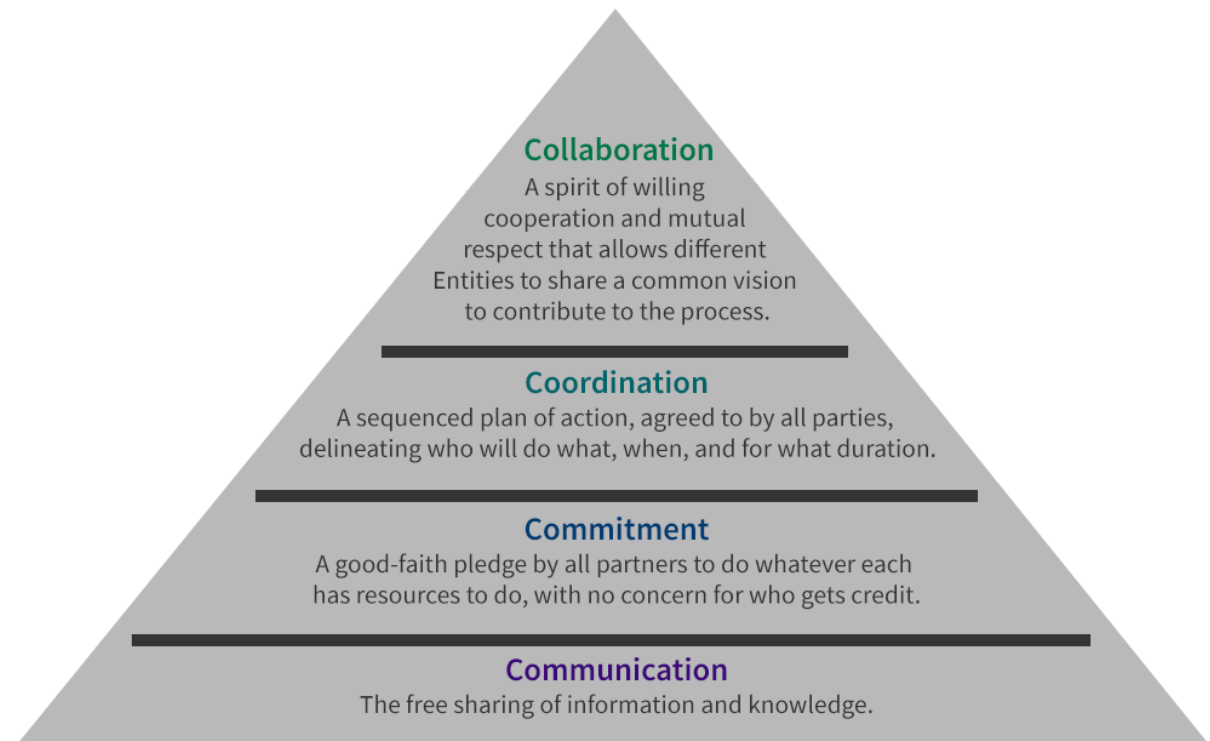 Collaboration
A spirit of willing
cooperation and mutual
respect that allows different
Entities to share a common vision
to contribute to the process.
Coordination
A sequenced plan of action, agreed to by all parties,
delineating who will do what, when, and for what duration.
Commitment
A good-faith pledge by all partners to do whatever each
has resources to do, with no concern for who gets credit.
Communication
The free sharing of information and knowledge.